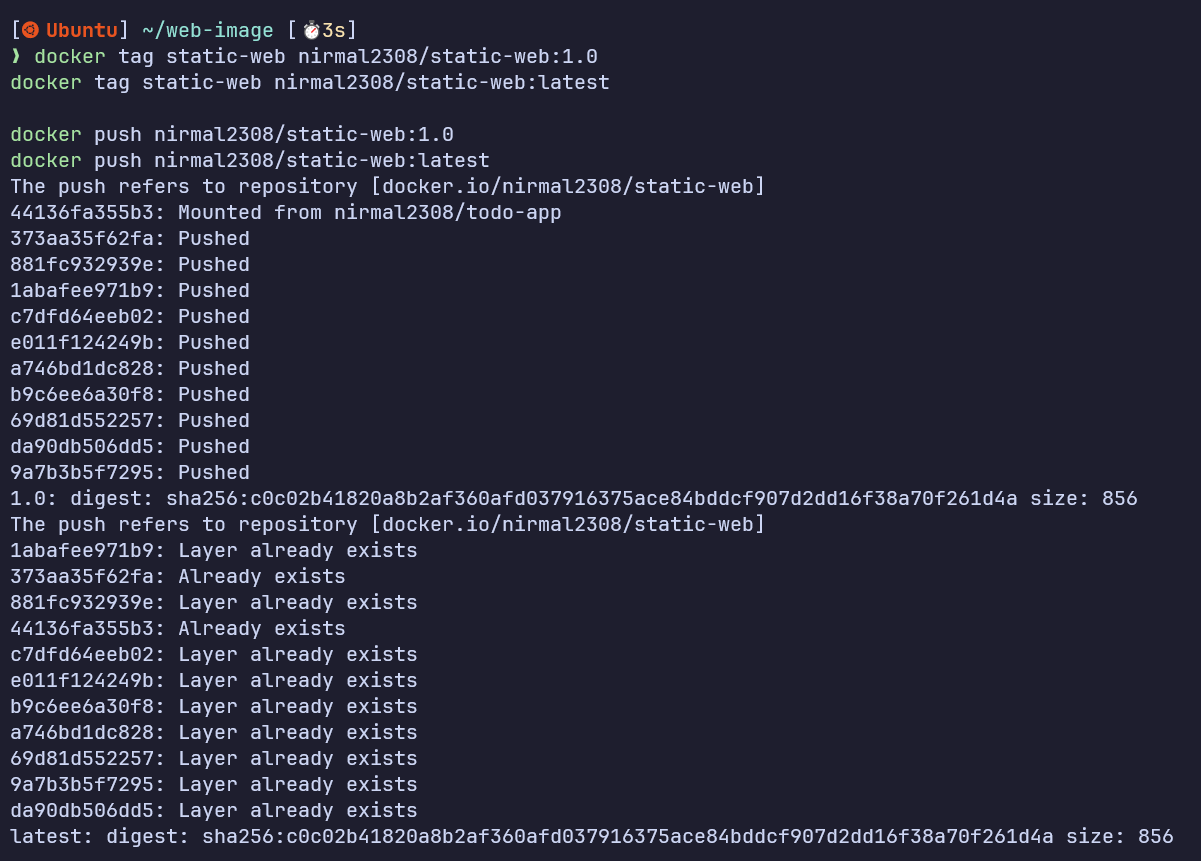 [Ubuntu] ~/web-image [⏱3s]
❱ docker tag static-web nirmal2308/static-web:1.0
docker tag static-web nirmal2308/static-web:latest
docker push nirmal2308/static-web:1.0
docker push nirmal2308/static-web:latest
The push refers to repository [docker.io/nirmal2308/static-web]
44136fa355b3: Mounted from nirmal2308/todo-app
373aa35f62fa: Pushed
881fc932939e: Pushed
1abafee971b9: Pushed
c7dfd64eeb02: Pushed
e011f124249b: Pushed
a746bd1dc828: Pushed
b9c6ee6a30f8: Pushed
69d81d552257: Pushed
da90db506dd5: Pushed
9a7b3b5f7295: Pushed
1.0: digest: sha256:c0c02b41820a8b2af360afd037916375ace84bddcf907d2dd16f38a70f261d4a size: 856
The push refers to repository [docker.io/nirmal2308/static-web]
1abafee971b9: Layer already exists
373aa35f62fa: Already exists
881fc932939e: Layer already exists
44136fa355b3: Already exists
c7dfd64eeb02: Layer already exists
e011f124249b: Layer already exists
b9c6ee6a30f8: Layer already exists
a746bd1dc828: Layer already exists
69d81d552257: Layer already exists
9a7b3b5f7295: Layer already exists
da90db506dd5: Layer already exists
latest: digest: sha256:c0c02b41820a8b2af360afd037916375ace84bddcf907d2dd16f38a70f261d4a size: 856